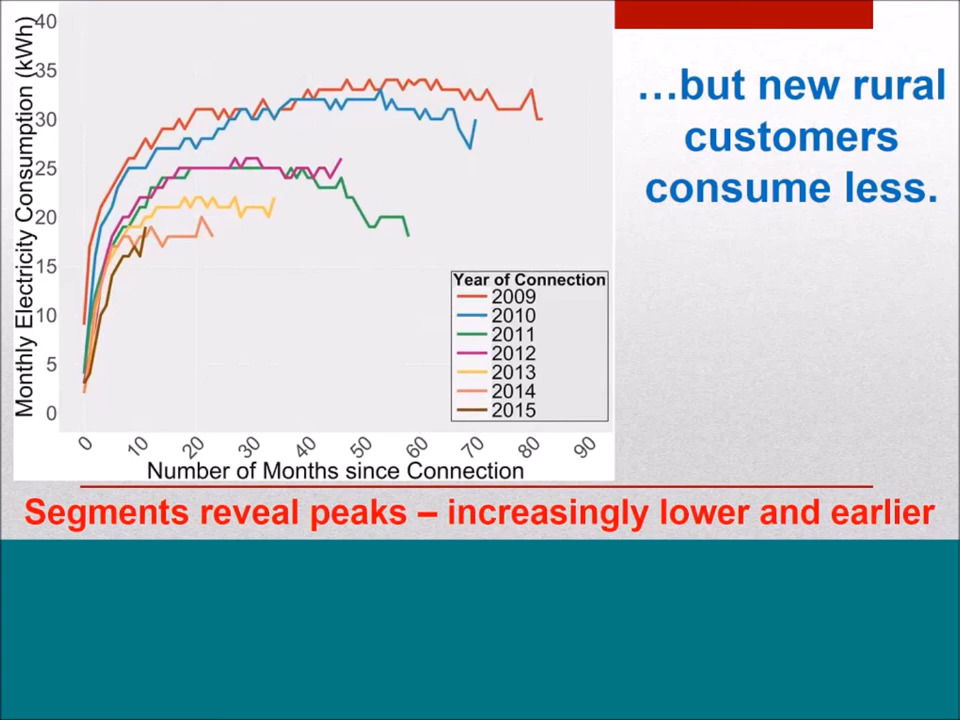 Monthly Electricity Consumption (kWh)
40
35
30
25
20
15
10
5
0
0 10 20 30 40 50 60 70 80 90
Number of Months since Connection
Year of Connection
2009
2010
2011
2012
2013
2014
2015
…but new rural
customers
consume less.
Segments reveal peaks – increasingly lower and earlier